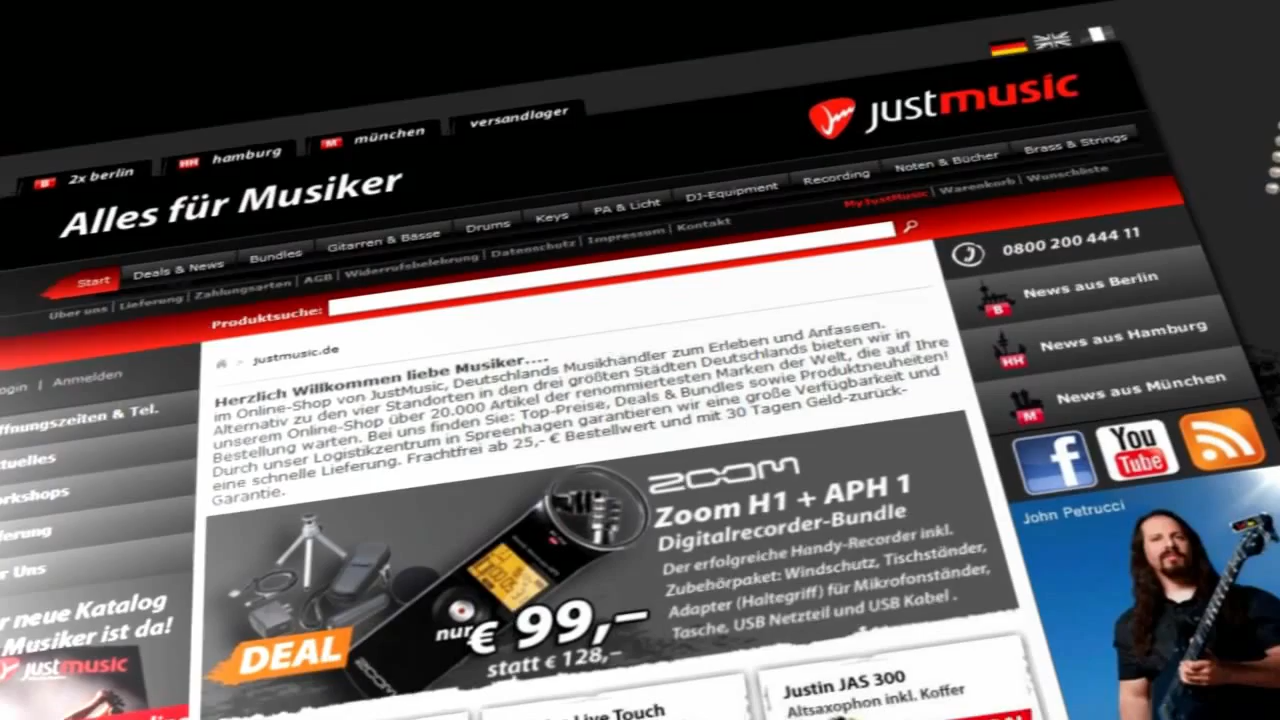 justmusic
B 2x berlin
HH hamburg
M münchen
versandlager
Alles für Musiker
Start
Deals & News
Bundles
Gitarren & Bässe
Drums
Keys
PA & Licht
DJ-Equipment
Recording
Noten & Bücher
Brass & Strings
Über uns | Lieferung | Zahlungsarten | AGB | Widerrufsbelehrung | Datenschutz | Impressum | Kontakt
MyJustMusic | Warenkorb | Wunschliste
Produktsuche:
0800 200 444 11
B News aus Berlin
HH News aus Hamburg
M News aus München
You
Tube
John Petrucci
| Anmelden
& Tel.
justmusic.de
Herzlich Willkommen liebe Musiker....
im Online-Shop von JustMusic, Deutschlands Musikhändler zum Erleben und Anfassen.
Alternativ zu den vier Standorten in den drei größten Städten Deutschlands bieten wir in
unserem Online-Shop über 20.000 Artikel der renommiertesten Marken der Welt, die auf Ihre
Bestellung warten. Bei uns finden Sie: Top-Preise, Deals & Bundles sowie Produktneuheiten!
Durch unser Logistikzentrum in Spreenhagen garantieren wir eine große Verfügbarkeit und
eine schnelle Lieferung. Frachtfrei ab 25,- € Bestellwert und mit 30 Tagen Geld-zurück-
Garantie.
zoom
Zoom H1 + APH 1
Digitalrecorder-Bundle
Der erfolgreiche Handy-Recorder inkl.
Zubehörpaket: Windschutz, Tischständer,
Adapter (Haltegriff) für Mikrofonständer,
Tasche, USB Netzteil und USB Kabel .
DEAL
nur € 99,-
statt € 128,-
zoom
r Uns
r neue Katalog
Musiker ist da!
justmusic
Live Touch
Justin JAS 300
Altsaxophon inkl. Koffer